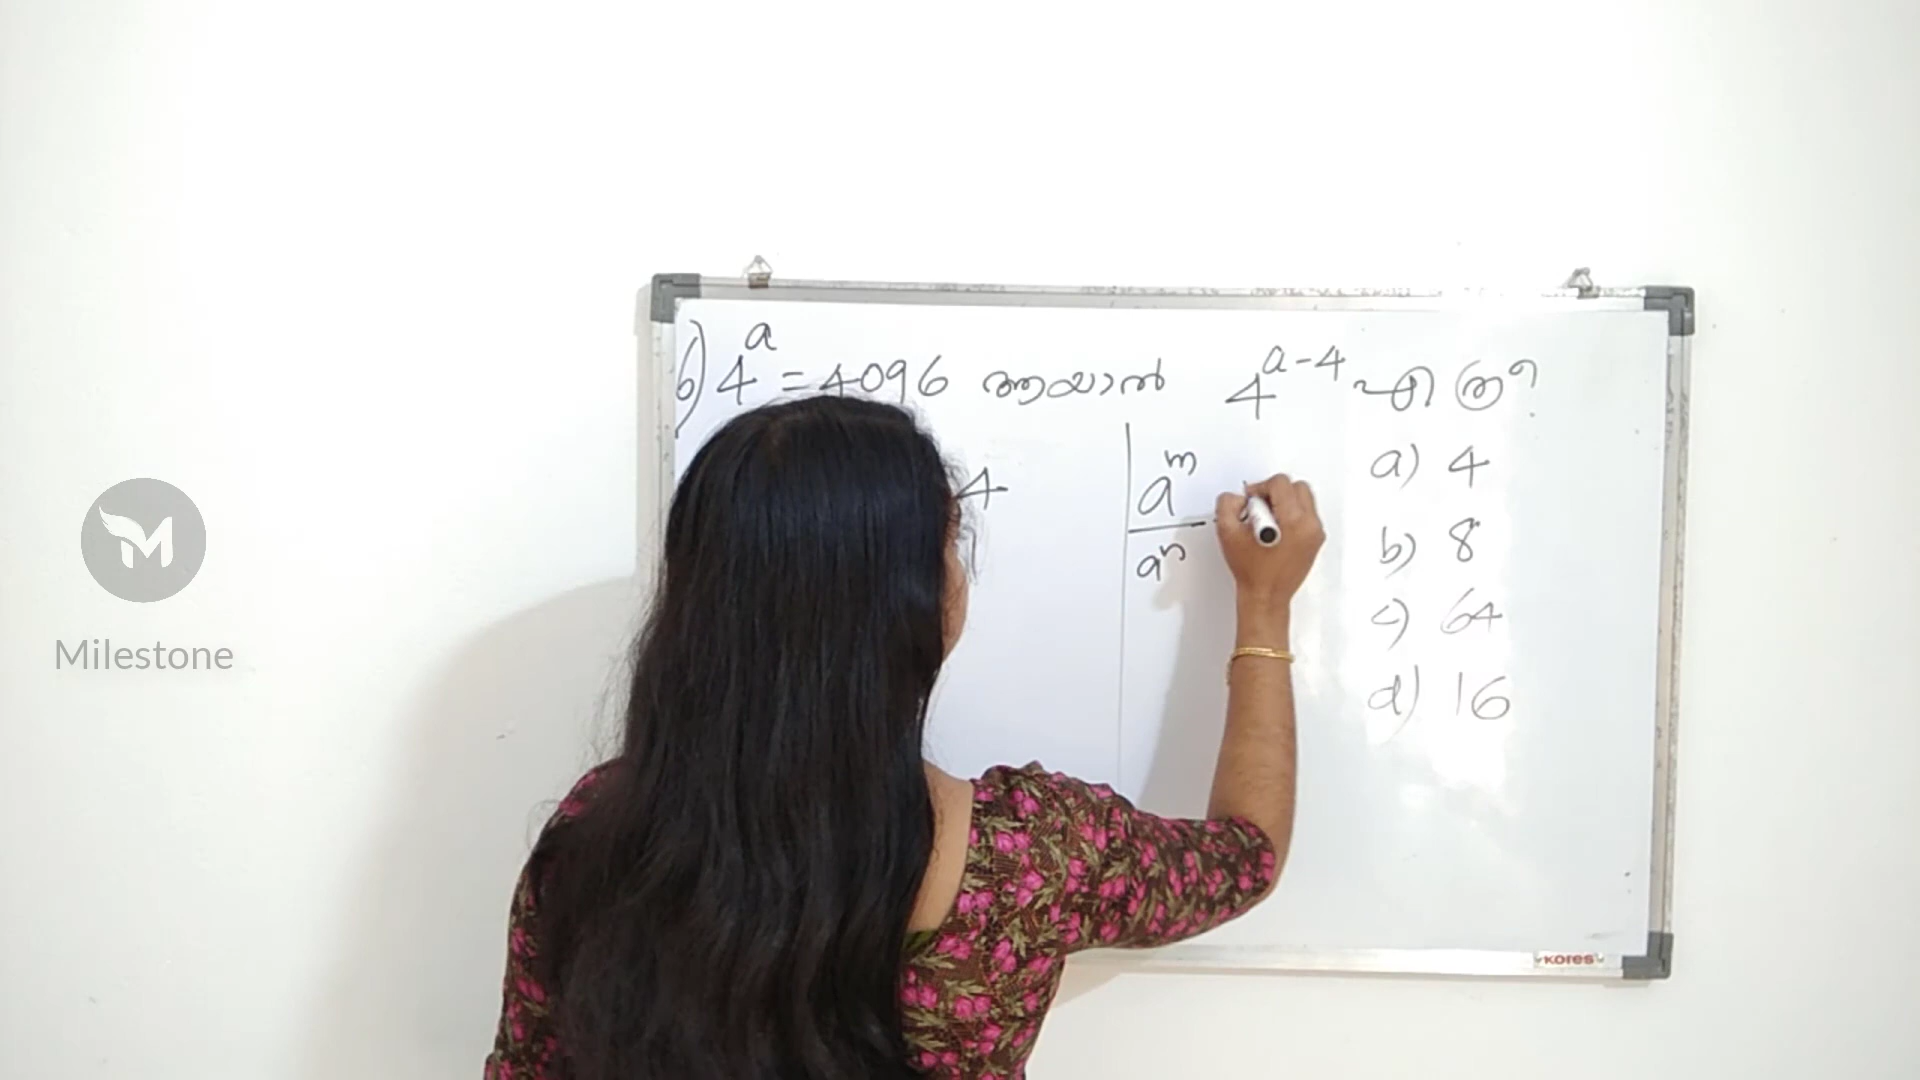 6) 4^a = 4096 ആയാൽ 4^(a-4) എത്ര?
4
a^m
a^n
a) 4
b) 8
c) 64
d) 16
Milestone
Kores